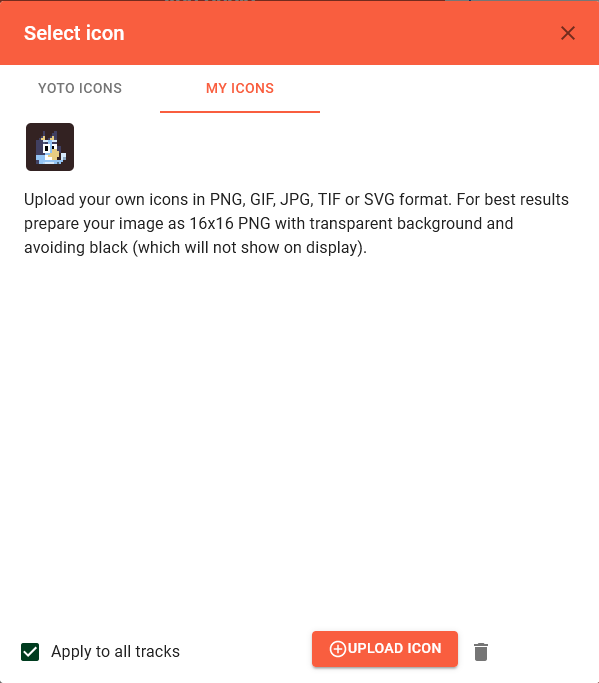 Select icon
YOTO ICONS
MY ICONS
Upload your own icons in PNG, GIF, JPG, TIF or SVG format. For best results
prepare your image as 16x16 PNG with transparent background and
avoiding black (which will not show on display).
Apply to all tracks
UPLOAD ICON